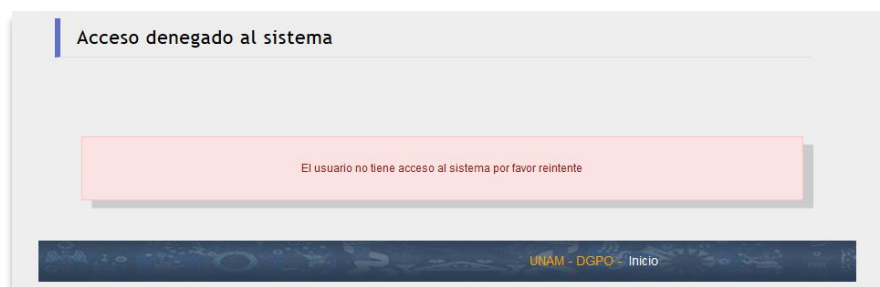 Acceso denegado al sistema
El usuario no tiene acceso al sistema por favor reintente
UNAM - DGPO - Inicio